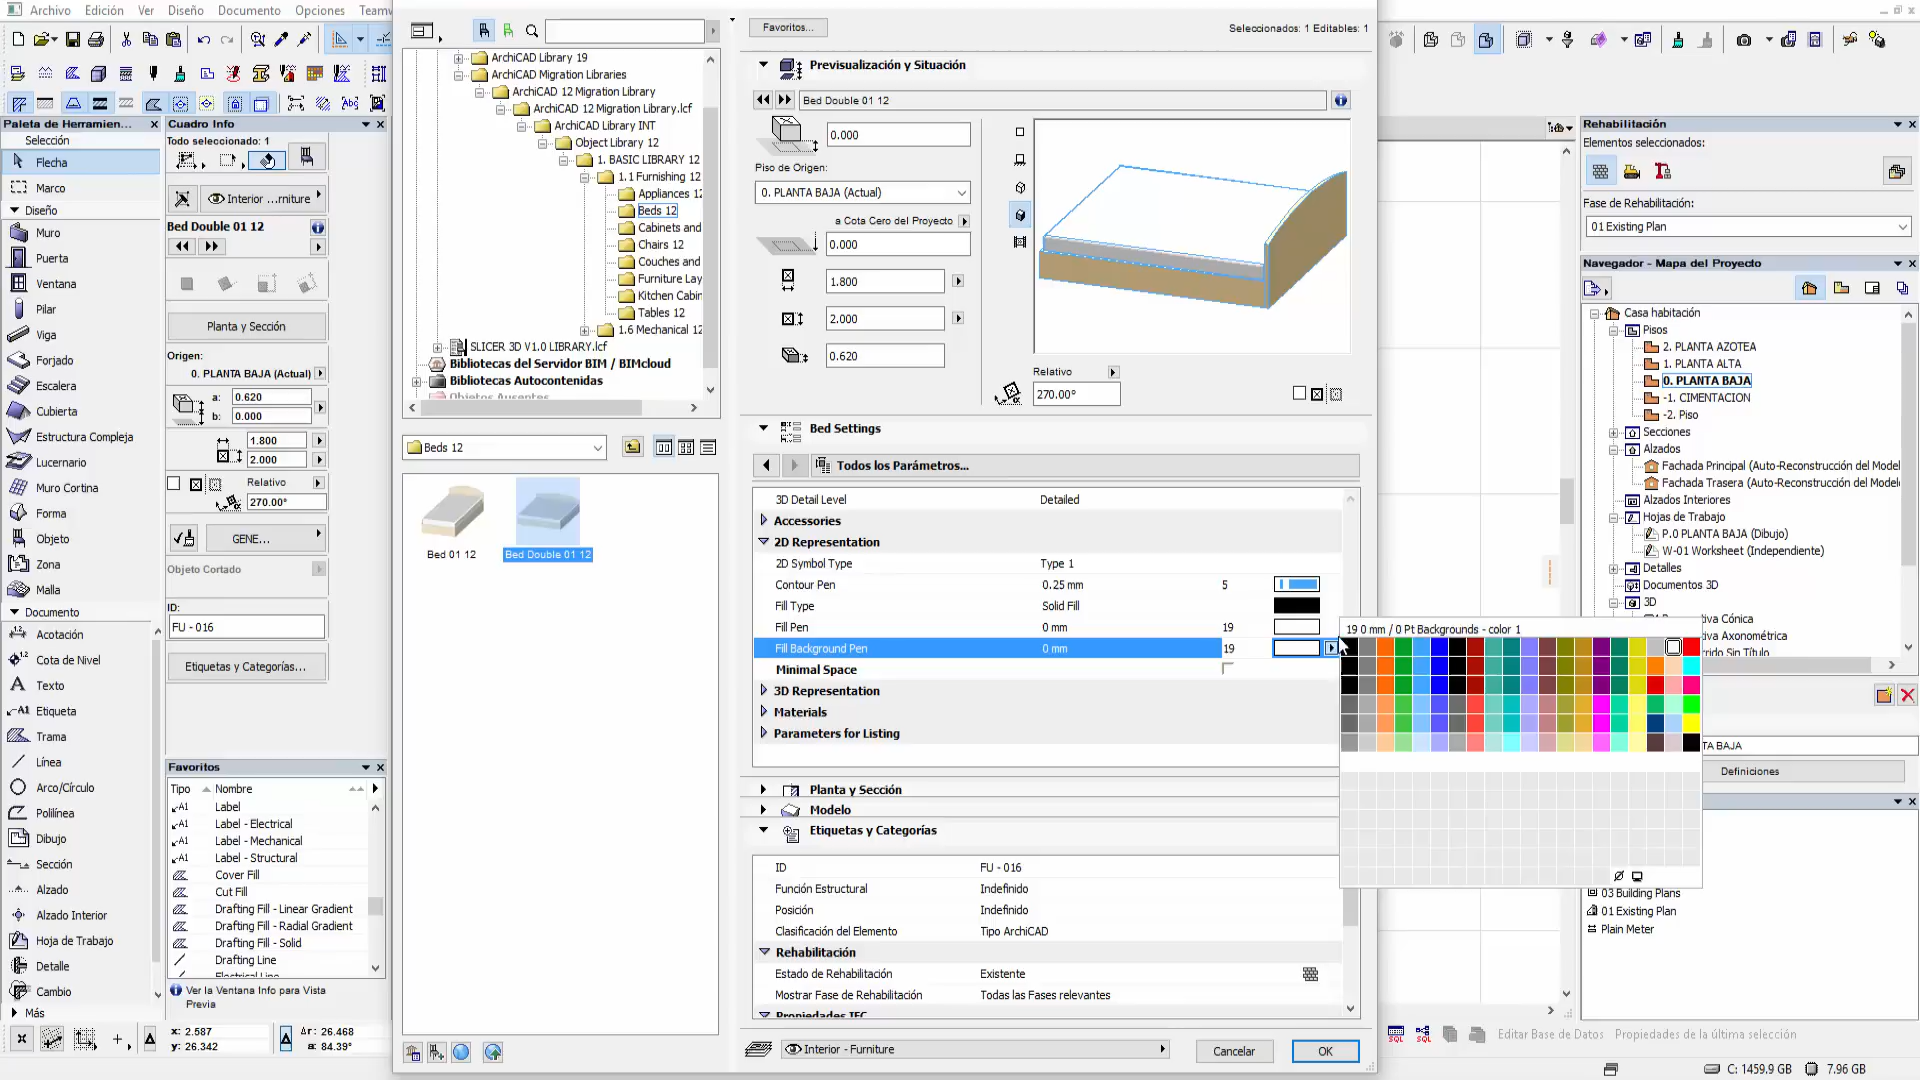 Archivo Edición Ver Diseño Documento Opciones Teamw
Favoritos...
Seleccionados: 1 Editables: 1
ArchiCAD Library 19
ArchiCAD Migration Libraries
ArchiCAD 12 Migration Library
ArchiCAD 12 Migration Library.lcf
ArchiCAD Library INT
Object Library 12
1. BASIC LIBRARY 12
1.1 Furnishing 12
Appliances 12
Beds 12
Cabinets and
Chairs 12
Couches and
Furniture Lay
Kitchen Cabin
Tables 12
1.6 Mechanical 12
SLICER 3D V1.0 LIBRARY.lcf
Bibliotecas del Servidor BIM / BIMcloud
Bibliotecas Autocontenidas
Objetos Ausentes
Beds 12
Bed 01 12
Bed Double 01 12
Paleta de Herramien...
Selección
Flecha
Marco
Diseño
Muro
Puerta
Ventana
Pilar
Viga
Forjado
Escalera
Cubierta
Estructura Compleja
Lucernario
Muro Cortina
Forma
Objeto
Zona
Malla
Documento
Acotación
Cota de Nivel
Texto
Etiqueta
Trama
Línea
Arco/Círculo
Polilínea
Dibujo
Sección
Alzado
Alzado Interior
Hoja de Trabajo
Detalle
Cambio
Más
Cuadro Info
Todo seleccionado: 1
Interior ...rniture
Bed Double 01 12
Planta y Sección
Origen:
0. PLANTA BAJA (Actual)
a: 0.620
b: 0.000
1.800
2.000
Relativo
270.00°
GENE...
Objeto Cortado
ID:
FU - 016
Etiquetas y Categorías...
Favoritos
Tipo Nombre
Label
Label - Electrical
Label - Mechanical
Label - Structural
Cover Fill
Cut Fill
Drafting Fill - Linear Gradient
Drafting Fill - Radial Gradient
Drafting Fill - Solid
Drafting Line
Electrical Line
Ver la Ventana Info para Vista
Previa
x: 2.587
y: 26.342
Δr: 26.468
a: 84.39°
Previsualización y Situación
Bed Double 01 12
0.000
Piso de Origen:
0. PLANTA BAJA (Actual)
a Cota Cero del Proyecto
0.000
1.800
2.000
0.620
Relativo
270.00°
Bed Settings
Todos los Parámetros...
3D Detail Level Detailed
Accessories
2D Representation
2D Symbol Type Type 1
Contour Pen 0.25 mm 5
Fill Type Solid Fill
Fill Pen 0 mm 19
Fill Background Pen 0 mm 19
Minimal Space
3D Representation
Materials
Parameters for Listing
Planta y Sección
Modelo
Etiquetas y Categorías
ID FU - 016
Función Estructural Indefinido
Posición Indefinido
Clasificación del Elemento Tipo ArchiCAD
Rehabilitación
Estado de Rehabilitación Existente
Mostrar Fase de Rehabilitación Todas las Fases relevantes
Propiedades IFC
Interior - Furniture
Cancelar
OK
19 0 mm / 0 Pt Backgrounds - color 1
Rehabilitación
Elementos seleccionados:
Fase de Rehabilitación:
01 Existing Plan
Navegador - Mapa del Proyecto
Casa habitación
Pisos
2. PLANTA AZOTEA
1. PLANTA ALTA
0. PLANTA BAJA
-1. CIMENTACION
-2. Piso
Secciones
Alzados
Fachada Principal (Auto-Reconstrucción del Model
Fachada Trasera (Auto-Reconstrucción del Modelo
Alzados Interiores
Hojas de Trabajo
P.0 PLANTA BAJA (Dibujo)
W-01 Worksheet (Independiente)
Detalles
Documentos 3D
3D
Cónica
Axonométrica
Sin Título
TA BAJA
Definiciones
03 Building Plans
01 Existing Plan
Plain Meter
Editar Base de Datos Propiedades de la última selección
C: 1459.9 GB 7.96 GB